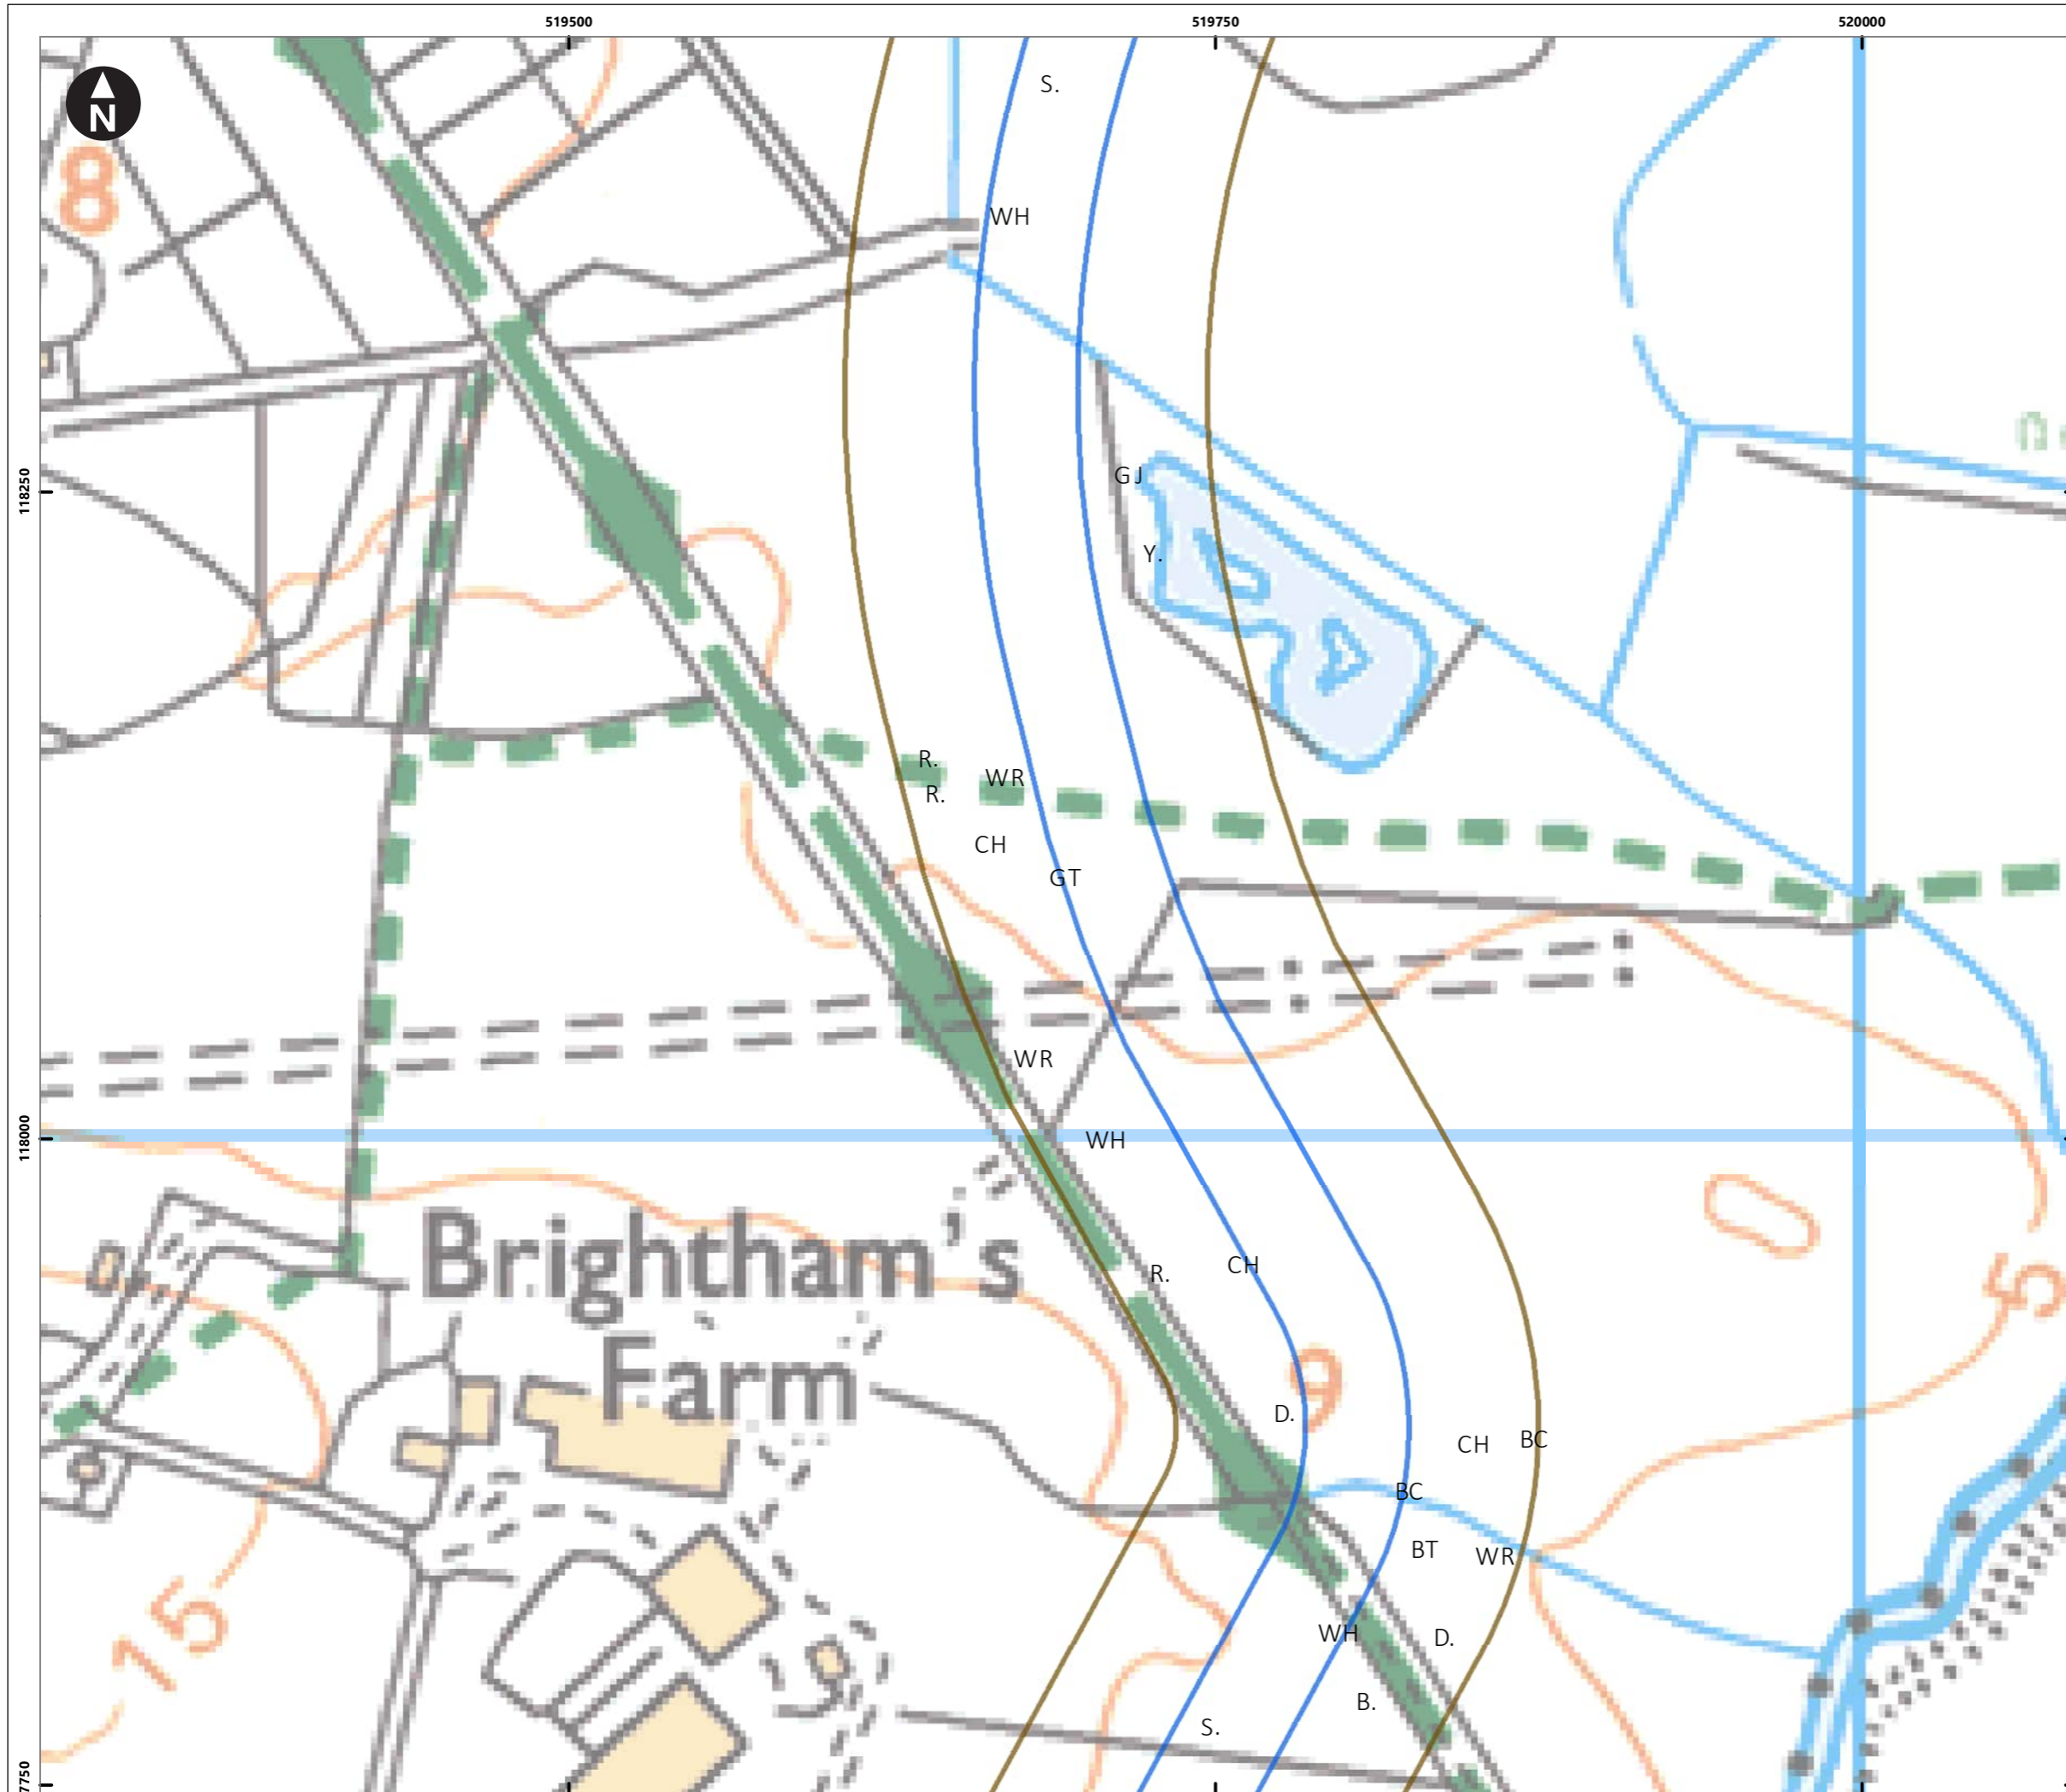 519500 519750 520000
N
S.
8
WH
118250
GJ
Y.
R.
WR
R.
CH
GT
WR
118000
WH
Brightham's
Farm
R.
CH
5
9
D.
CH
BC
BC
BT
WR
15
WH
D.
B.
S.
7750